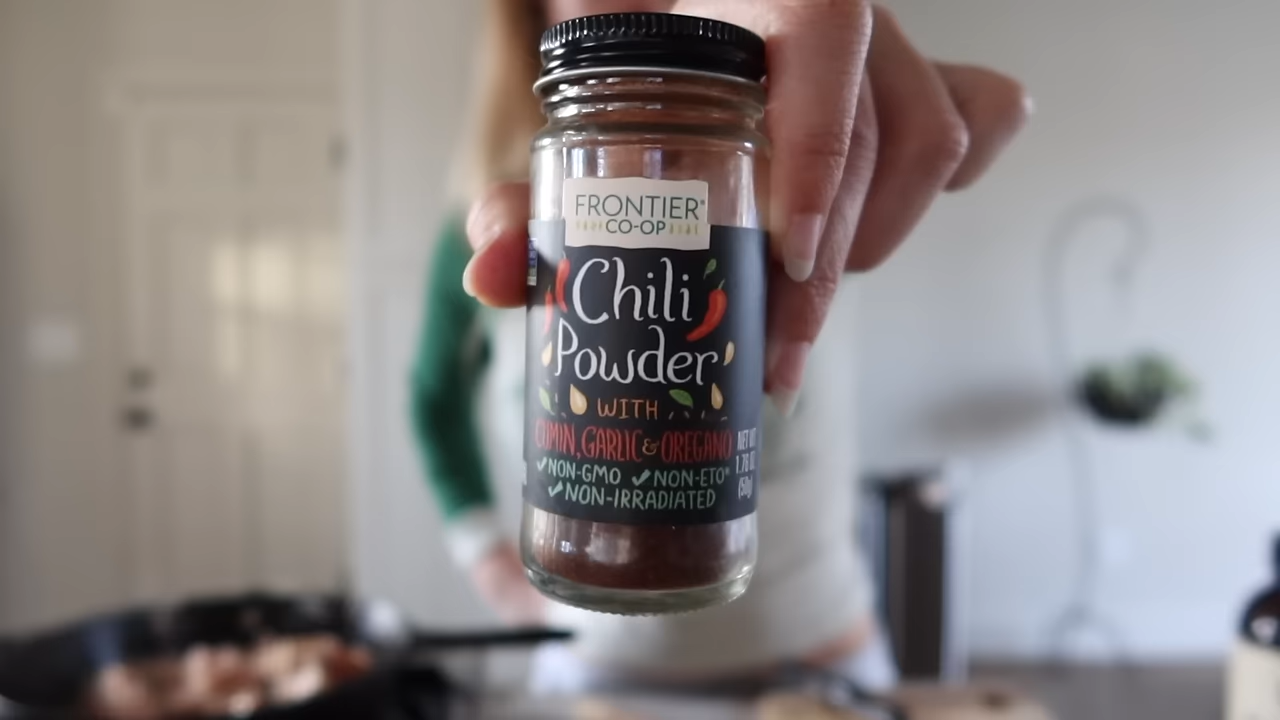 FRONTIER®
CO-OP
Chili
Powder
WITH
CUMIN, GARLIC & OREGANO
✓NON-GMO ✓NON-ETO*
✓NON-IRRADIATED
NET WT.
1.76 OZ
(50g)